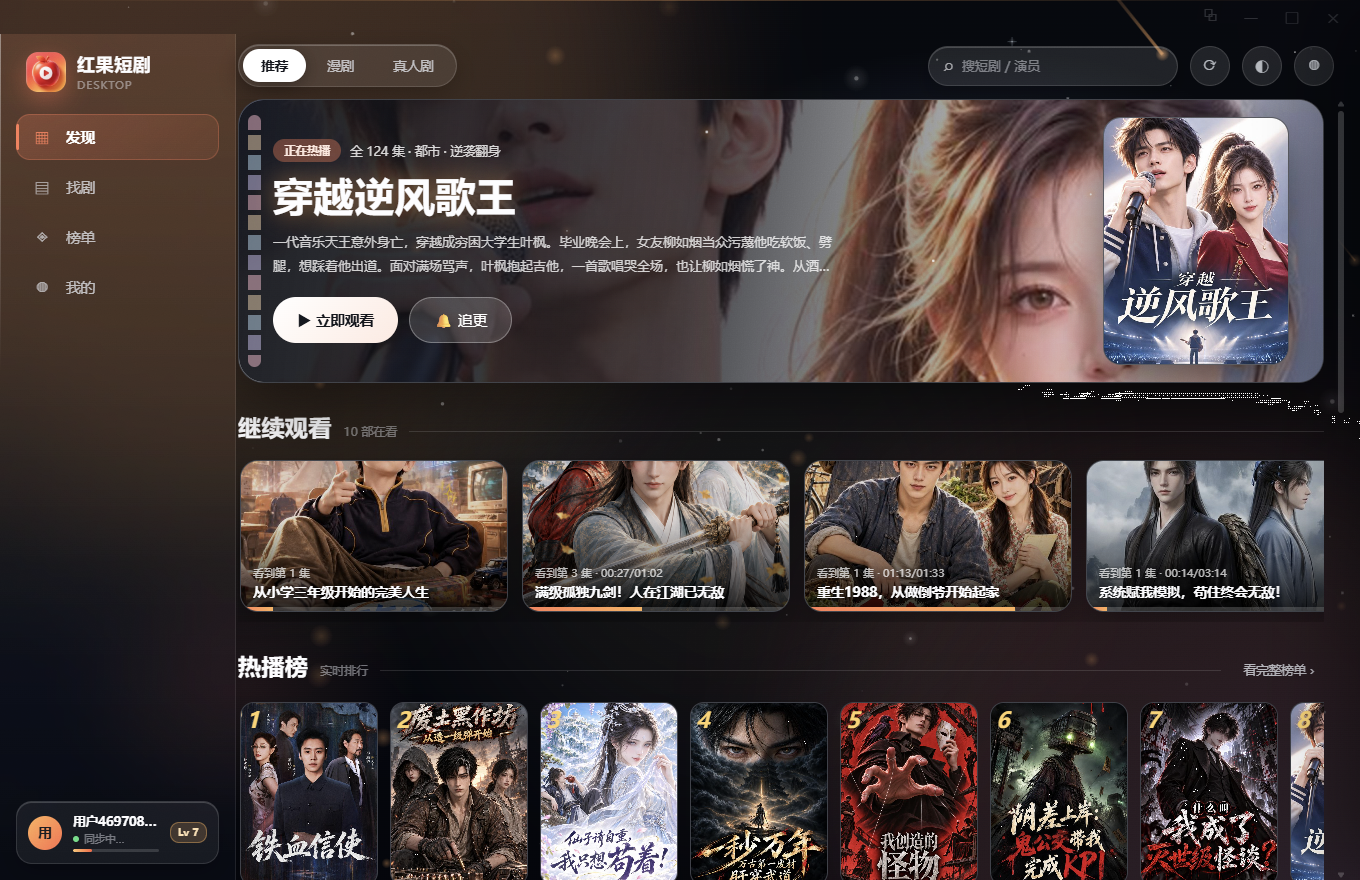 红果短剧
DESKTOP
发现
找剧
榜单
我的
推荐
漫剧
真人剧
搜短剧 / 演员
正在热播
全 124 集 · 都市 · 逆袭翻身
穿越逆风歌王
一代音乐天王意外身亡，穿越成穷困大学生叶枫。毕业晚会上，女友柳如烟当众污蔑他吃软饭、劈
腿，想踩着他出道。面对满场骂声，叶枫抱起吉他，一首歌唱哭全场，也让柳如烟慌了神。从酒...
立即观看
追更
穿越
逆风歌王
继续观看
10 部在看
看到第 1 集
从小学三年级开始的完美人生
看到第 3 集 · 00:27/01:02
满级孤独九剑！人在江湖已无敌
看到第 1 集 · 01:13/01:33
重生1988，从做倒爷开始起家
看到第 1 集 · 00:14/03:14
系统赋我模拟，苟住终会无敌！
热播榜
实时排行
看完整榜单 ›
1
铁血信使
2
废土黑作坊
从造一级弹开始
3
仙子请自重，
我只想苟着！
4
一秒万年
万古第一废材
肝穿武道
5
我创造的
怪物
6
阴差上岸：
鬼公交带我
完成KPI
7
什么叫
我成了
灭世级怪谈？
8
逆
用
用户469708...
同步中...
Lv 7